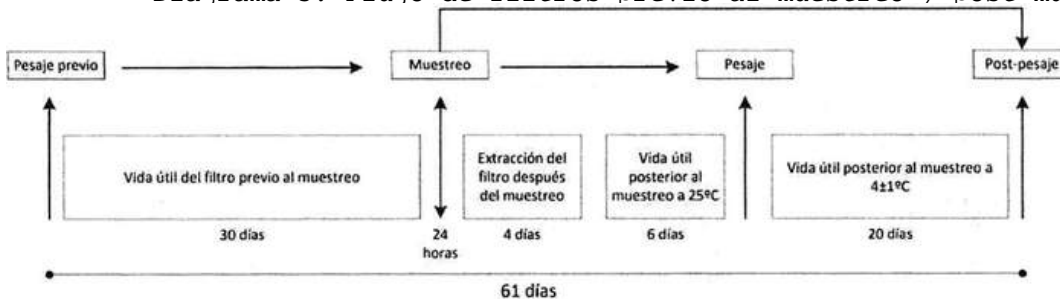 Pesaje previo
Muestreo
Pesaje
Post-pesaje
Vida útil del filtro previo al muestreo
Extracción del
filtro después
del muestreo
Vida útil
posterior al
muestreo a 25ºC
Vida útil posterior al muestreo a
4±1ºC
30 días
24
horas
4 días
6 días
20 días
61 días